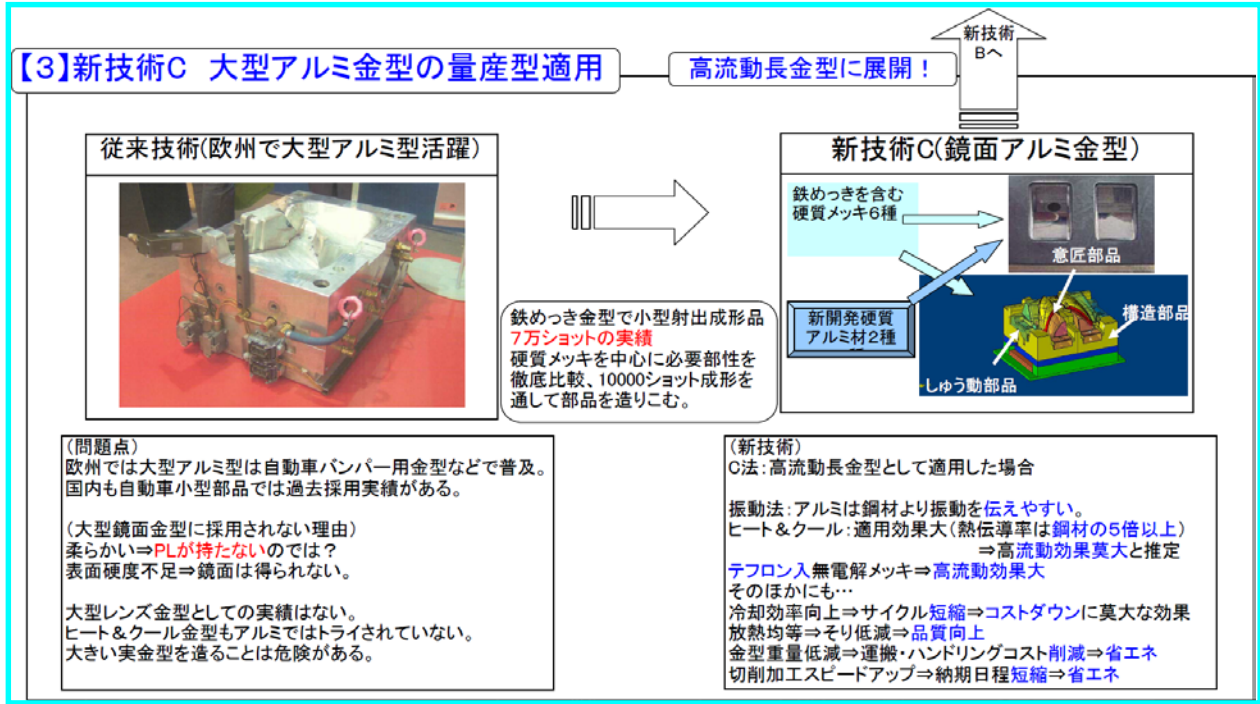 【３】新技術C　大型アルミ金型の量産型適用
高流動長金型に展開！
新技術
Bへ
従来技術(欧州で大型アルミ型活躍)
新技術C(鏡面アルミ金型)
鉄めっきを含む
硬質メッキ6種
意匠部品
新開発硬質
アルミ材2種
構造部品
しゅう動部品
鉄めっき金型で小型射出成形品
7万ショットの実績
硬質メッキを中心に必要部性を
徹底比較、10000ショット成形を
通して部品を造りこむ。
（問題点）
欧州では大型アルミ型は自動車バンパー用金型などで普及。
国内も自動車小型部品では過去採用実績がある。
（大型鏡面金型に採用されない理由）
柔らかい⇒PLが持たないのでは？
表面硬度不足⇒鏡面は得られない。
大型レンズ金型としての実績はない。
ヒート＆クール金型もアルミではトライされていない。
大きい実金型を造ることは危険がある。
（新技術）
C法：高流動長金型として適用した場合
振動法：アルミは鋼材より振動を伝えやすい。
ヒート＆クール：適用効果大（熱伝導率は鋼材の５倍以上）
⇒高流動効果莫大と推定
テフロン入無電解メッキ⇒高流動効果大
そのほかにも…
冷却効率向上⇒サイクル短縮⇒コストダウンに莫大な効果
放熱均等⇒そり低減⇒品質向上
金型重量低減⇒運搬・ハンドリングコスト削減⇒省エネ
切削加工スピードアップ⇒納期日程短縮⇒省エネ